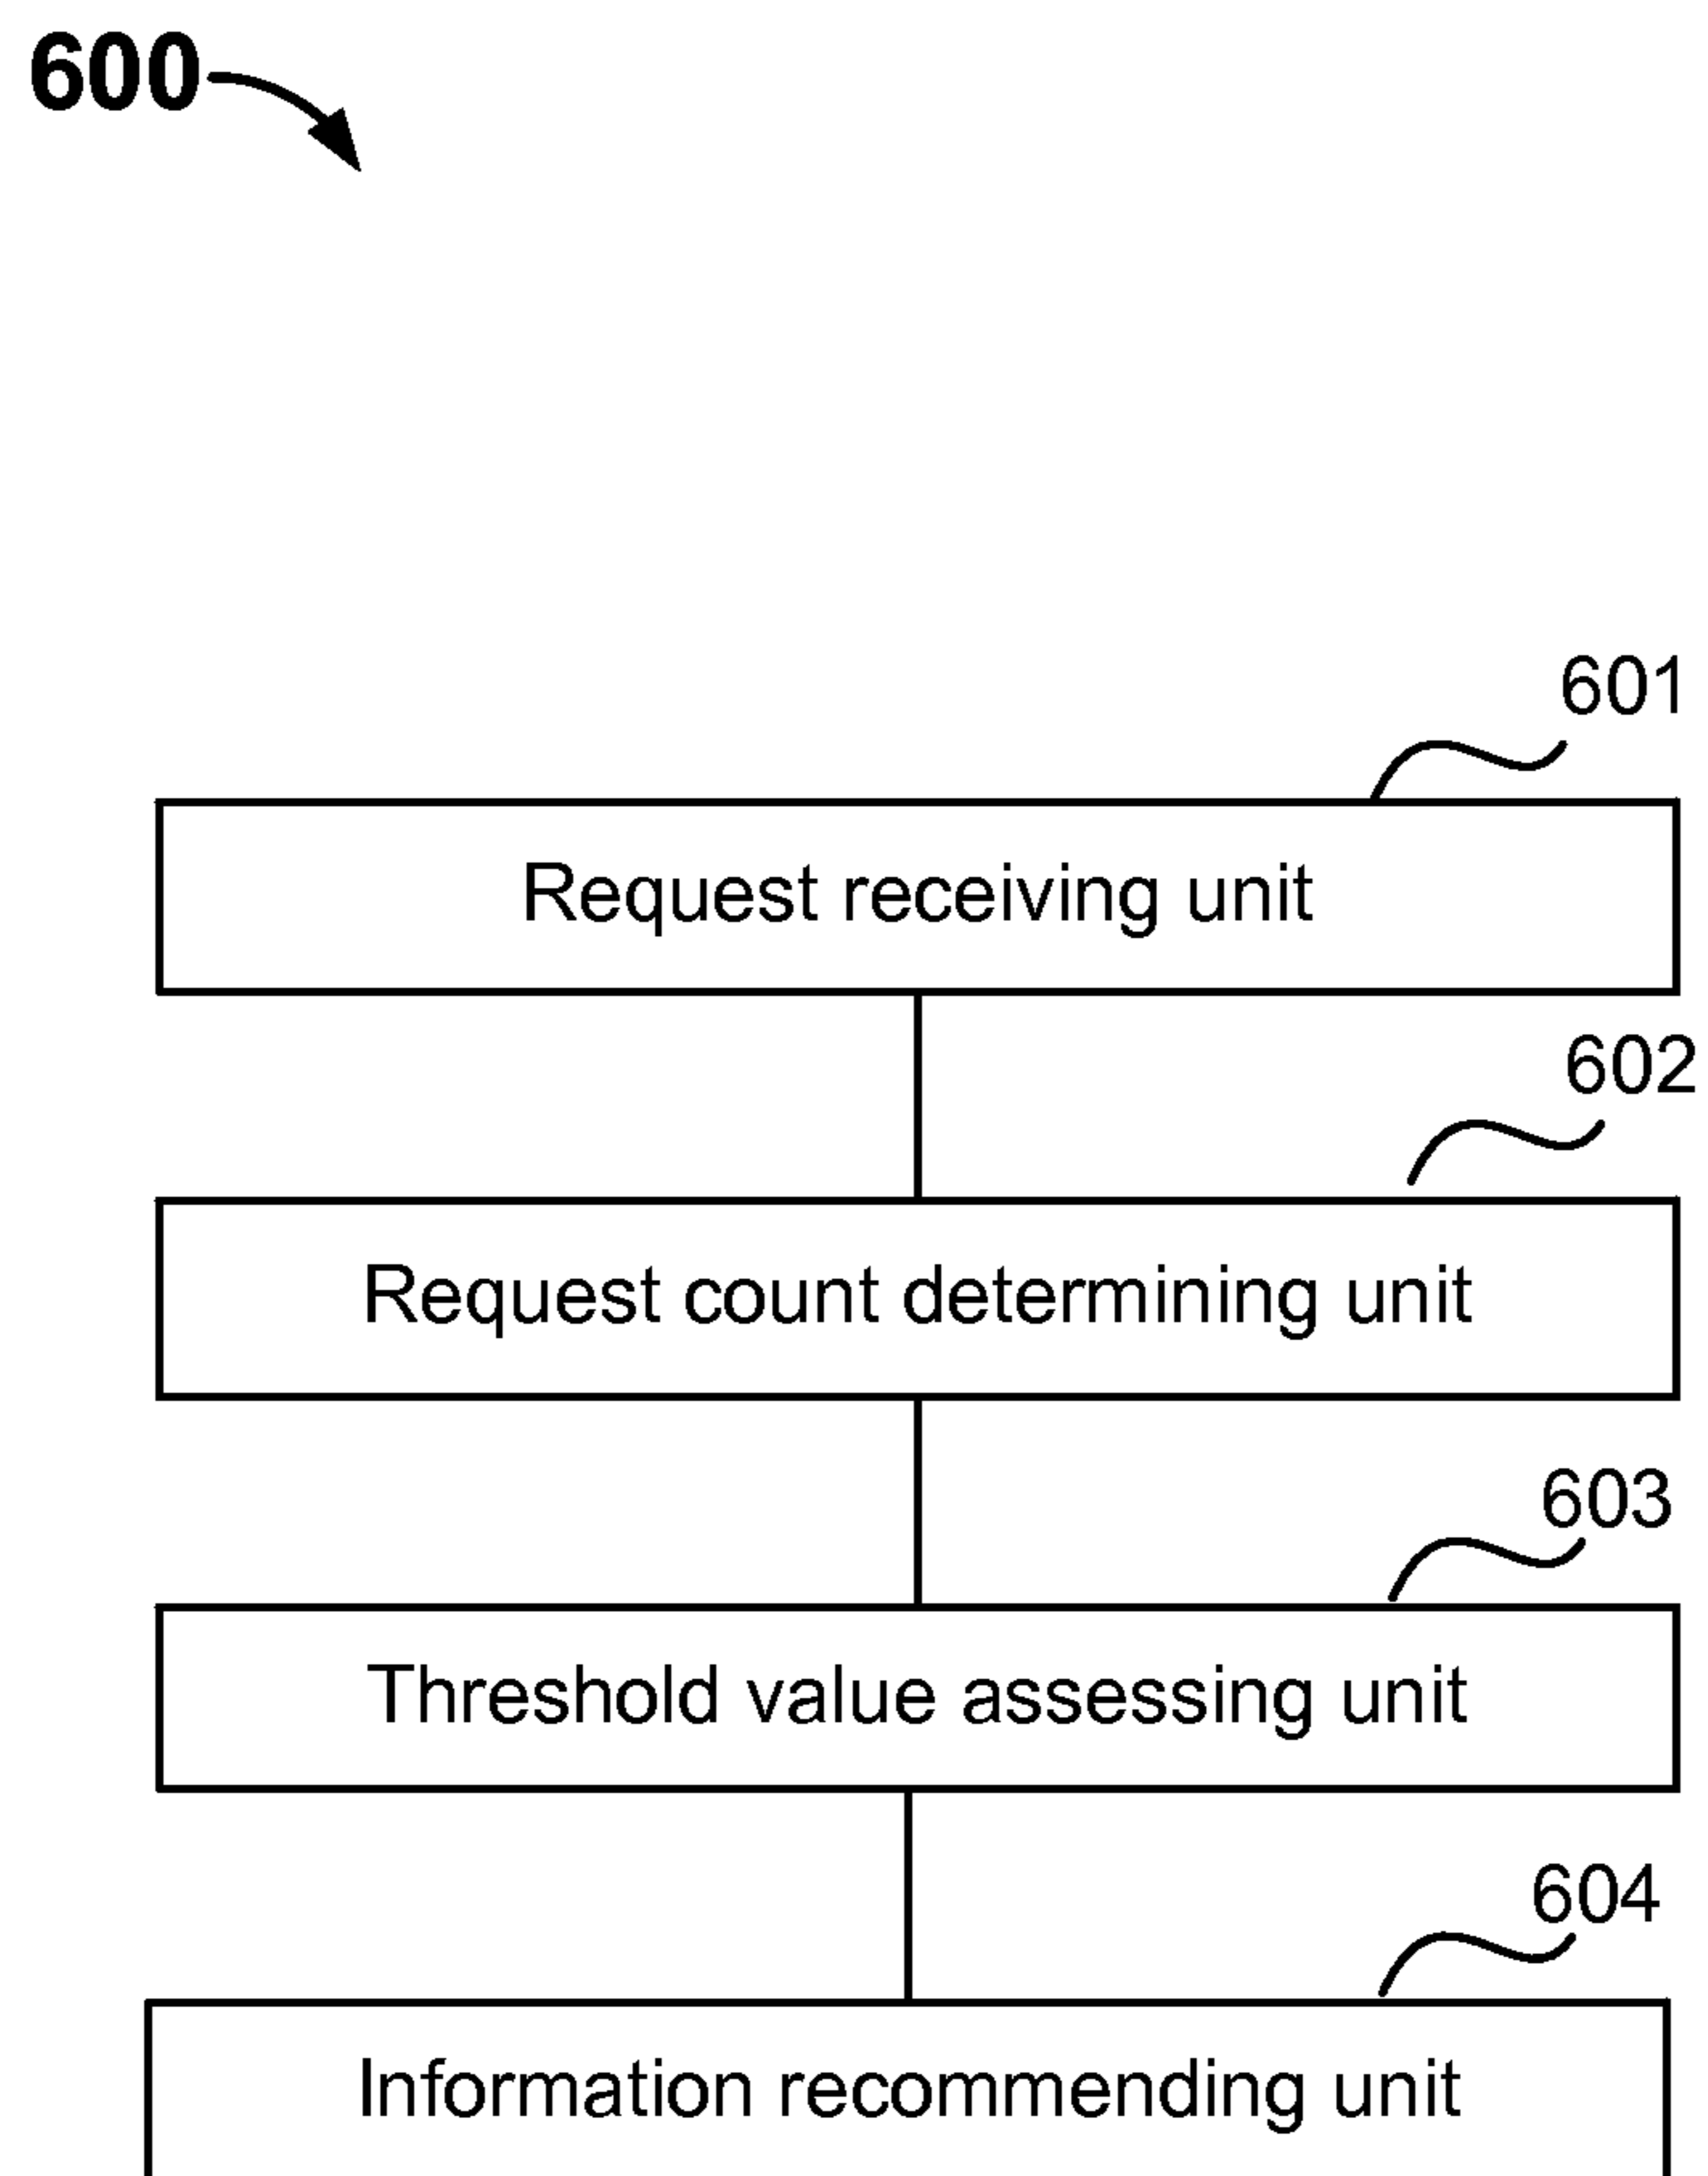 600
601
Request receiving unit
602
Request count determining unit
603
Threshold value assessing unit
604
Information recommending unit